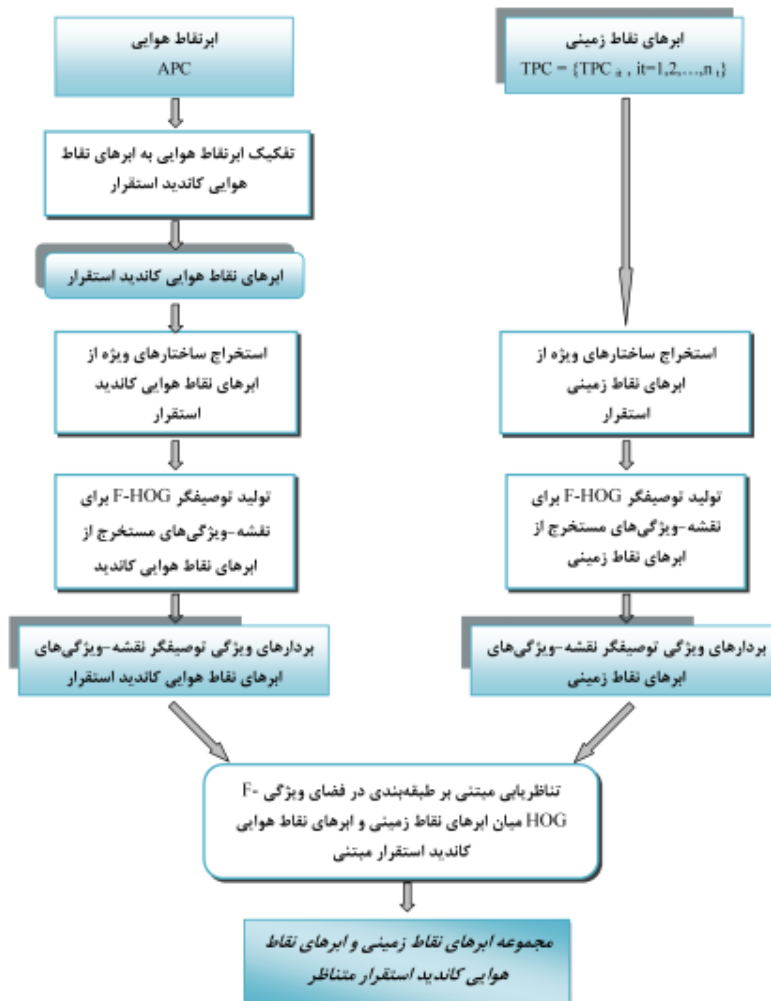 ابرنقاط هوایی
APC
تفکیک ابرنقاط هوایی به ابرهای نقاط
هوایی کاندید استقرار
ابرهای نقاط هوایی کاندید استقرار
استخراج ساختارهای ویژه از
ابرهای نقاط هوایی کاندید
استقرار
تولید توصیفگر F-HOG برای
نقشه-ویژگی‌های مستخرج از
ابرهای نقاط هوایی کاندید
بردارهای ویژگی توصیفگر نقشه-ویژگی‌های
ابرهای نقاط هوایی کاندید استقرار
ابرهای نقاط زمینی
TPC = {TPC it , it=1,2,…,n t}
استخراج ساختارهای ویژه از
ابرهای نقاط زمینی
استقرار
تولید توصیفگر F-HOG برای
نقشه-ویژگی‌های مستخرج از
ابرهای نقاط زمینی
بردارهای ویژگی توصیفگر نقشه-ویژگی‌های
ابرهای نقاط زمینی
تناظریابی مبتنی بر طبقه‌بندی در فضای ویژگی F-
HOG میان ابرهای نقاط زمینی و ابرهای نقاط هوایی
کاندید استقرار مبتنی
مجموعه ابرهای نقاط زمینی و ابرهای نقاط
هوایی کاندید استقرار متناظر